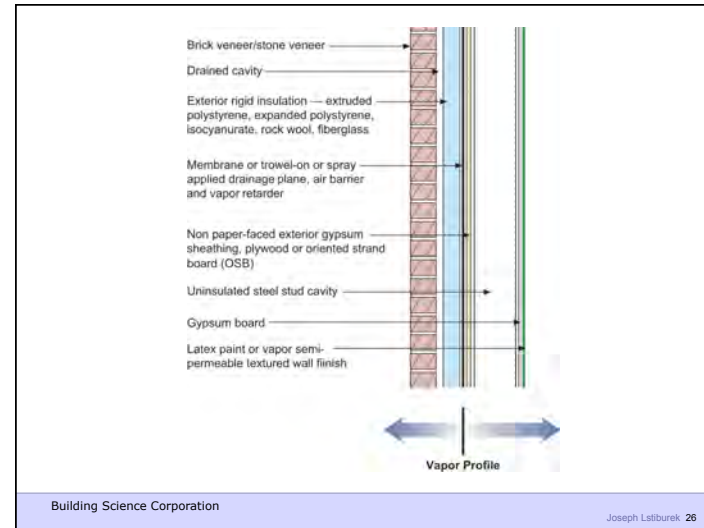 Brick veneer/stone veneer
Drained cavity
Exterior rigid insulation — extruded
polystyrene, expanded polystyrene,
isocyanurate, rock wool, fiberglass
Membrane or trowel-on or spray
applied drainage plane, air barrier
and vapor retarder
Non paper-faced exterior gypsum
sheathing, plywood or oriented strand
board (OSB)
Uninsulated steel stud cavity
Gypsum board
Latex paint or vapor semi-
permeable textured wall fiinish
Vapor Profile
Building Science Corporation
Joseph Lstiburek 26